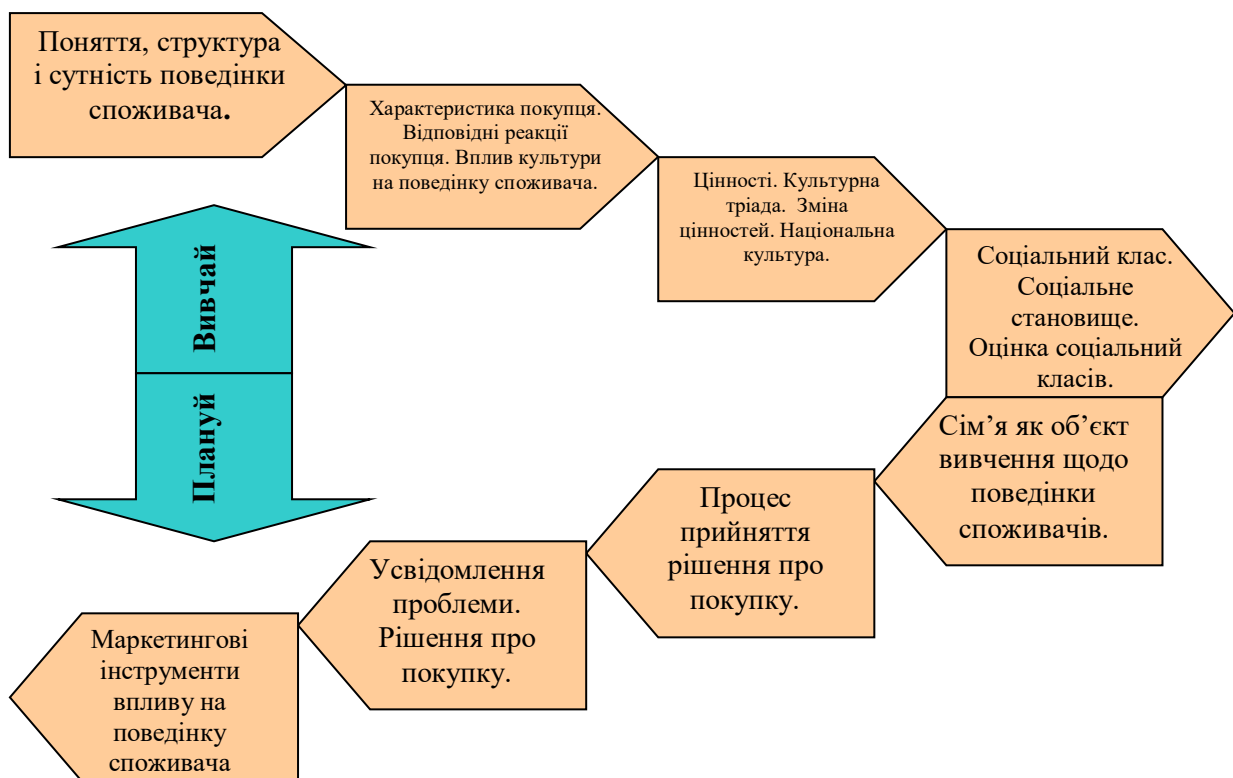 Поняття, структура
і сутність поведінки
споживача.
Характеристика покупця.
Відповідні реакції
покупця. Вплив культури
на поведінку споживача.
Цінності. Культурна
тріада. Зміна
цінностей. Національна
культура.
Соціальний клас.
Соціальне
становище.
Оцінка соціальний
класів.
Вивчай
Плануй
Сім’я як об’єкт
вивчення щодо
поведінки
споживачів.
Процес
прийняття
рішення про
покупку.
Усвідомлення
проблеми.
Рішення про
покупку.
Маркетингові
інструменти
впливу на
поведінку
споживача